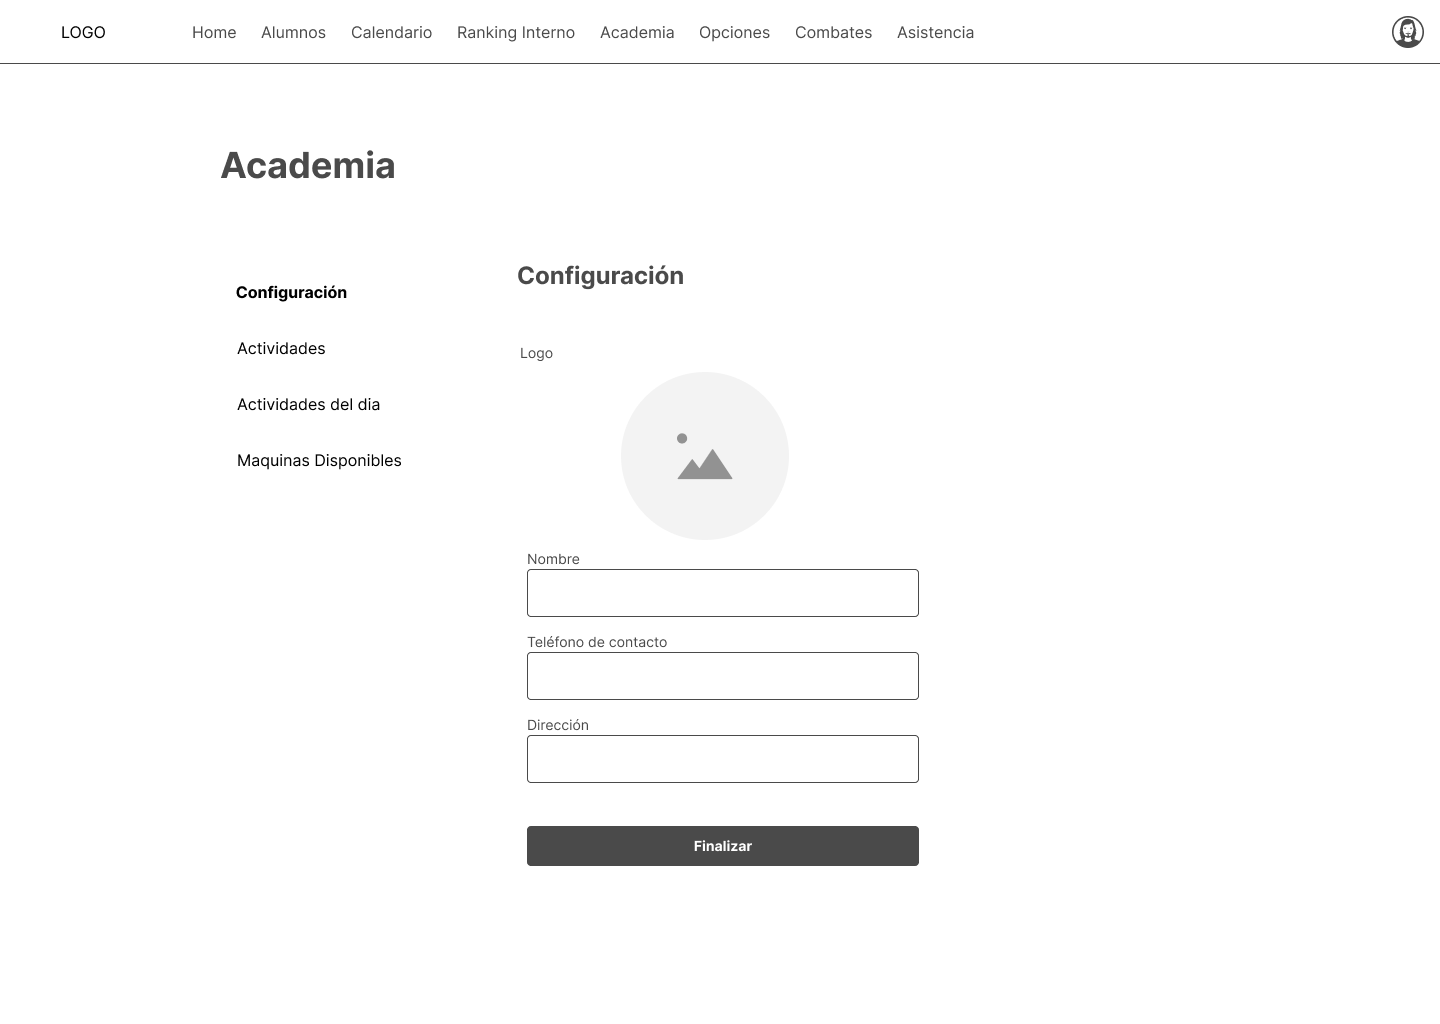 LOGO Home Alumnos Calendario Ranking Interno Academia Opciones Combates Asistencia
Academia
Configuración
Actividades
Actividades del dia
Maquinas Disponibles
Configuración
Logo
Nombre
Teléfono de contacto
Dirección
Finalizar